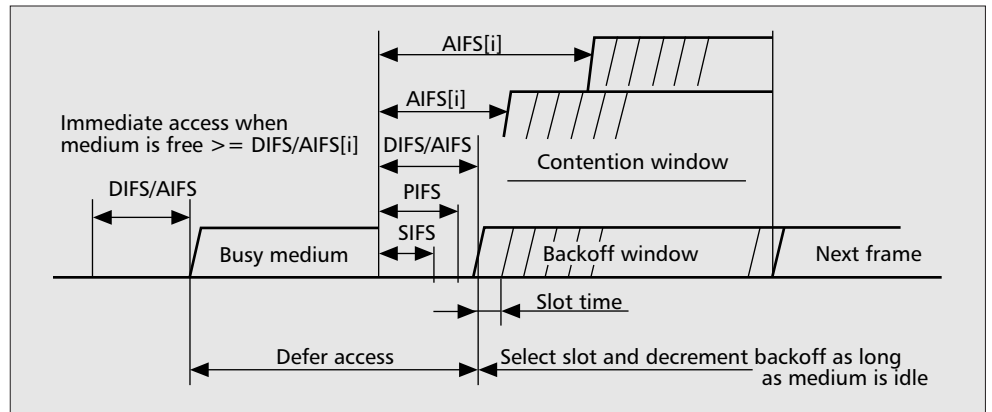 AIFS[i]
AIFS[i]
Immediate access when
medium is free >= DIFS/AIFS[i]
DIFS/AIFS
Contention window
DIFS/AIFS
PIFS
SIFS
Busy medium
Backoff window
Next frame
Slot time
Defer access
Select slot and decrement backoff as long
as medium is idle